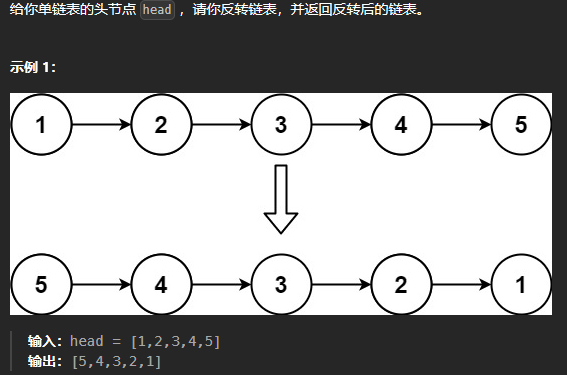 给你单链表的头节点 head ，请你反转链表，并返回反转后的链表。
示例 1：
1 2 3 4 5
5 4 3 2 1
输入：head = [1,2,3,4,5]
输出：[5,4,3,2,1]